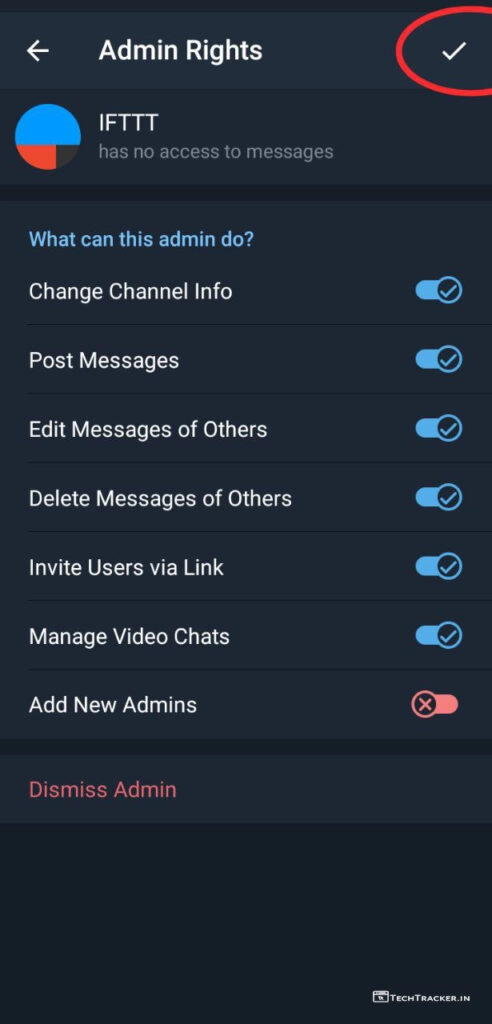 Admin Rights
IFTTT
has no access to messages
What can this admin do?
Change Channel Info
Post Messages
Edit Messages of Others
Delete Messages of Others
Invite Users via Link
Manage Video Chats
Add New Admins
Dismiss Admin
TECHTRACKER.IN